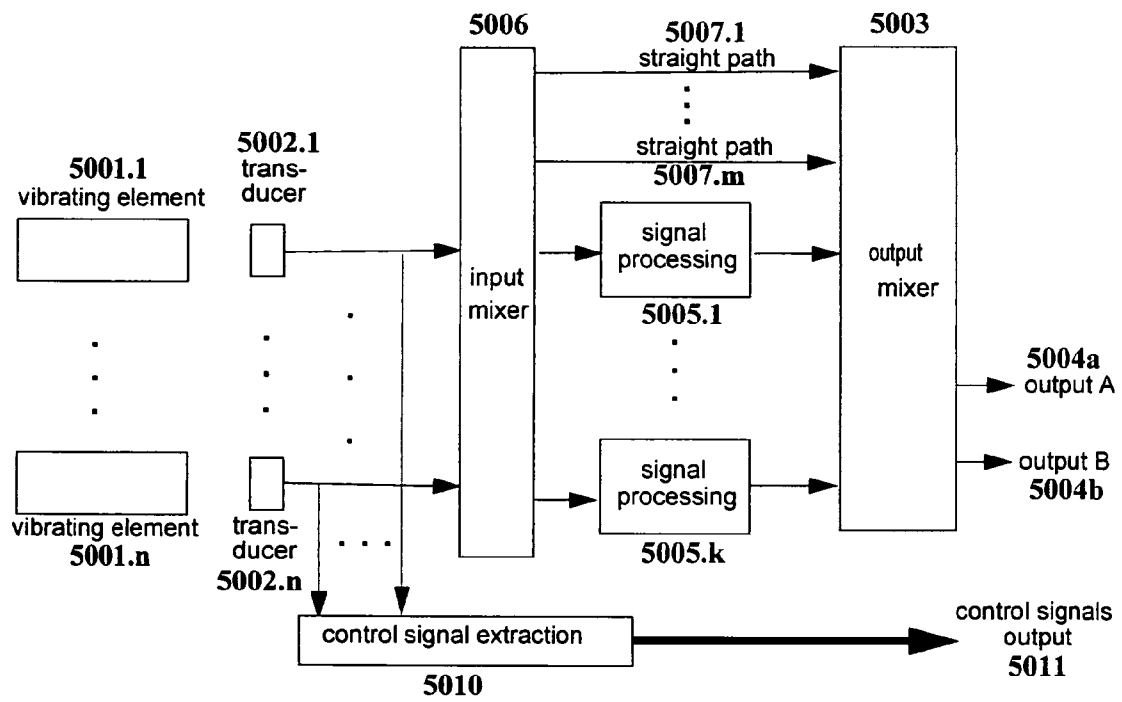 5006
5007.1
straight path
5003
straight path
5007.m
5001.1
vibrating element
5002.1
trans-
ducer
input
mixer
signal
processing
5005.1
output
mixer
5004a
output A
output B
5004b
vibrating element
5001.n
trans-
ducer
5002.n
signal
processing
5005.k
control signal extraction
5010
control signals
output
5011